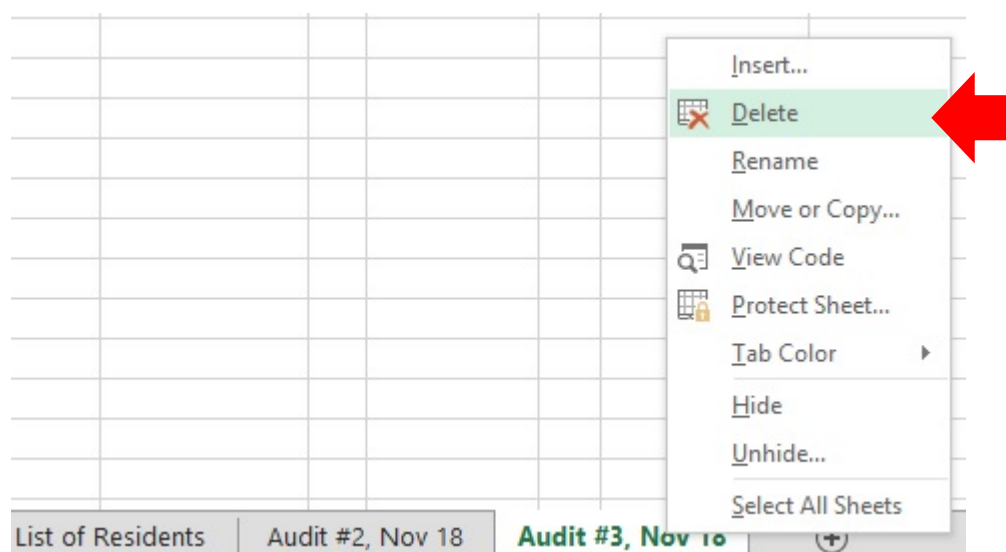 Insert...
Delete
Rename
Move or Copy...
View Code
Protect Sheet...
Tab Color
Hide
Unhide...
Select All Sheets
List of Residents Audit #2, Nov 18 Audit #3, Nov 18